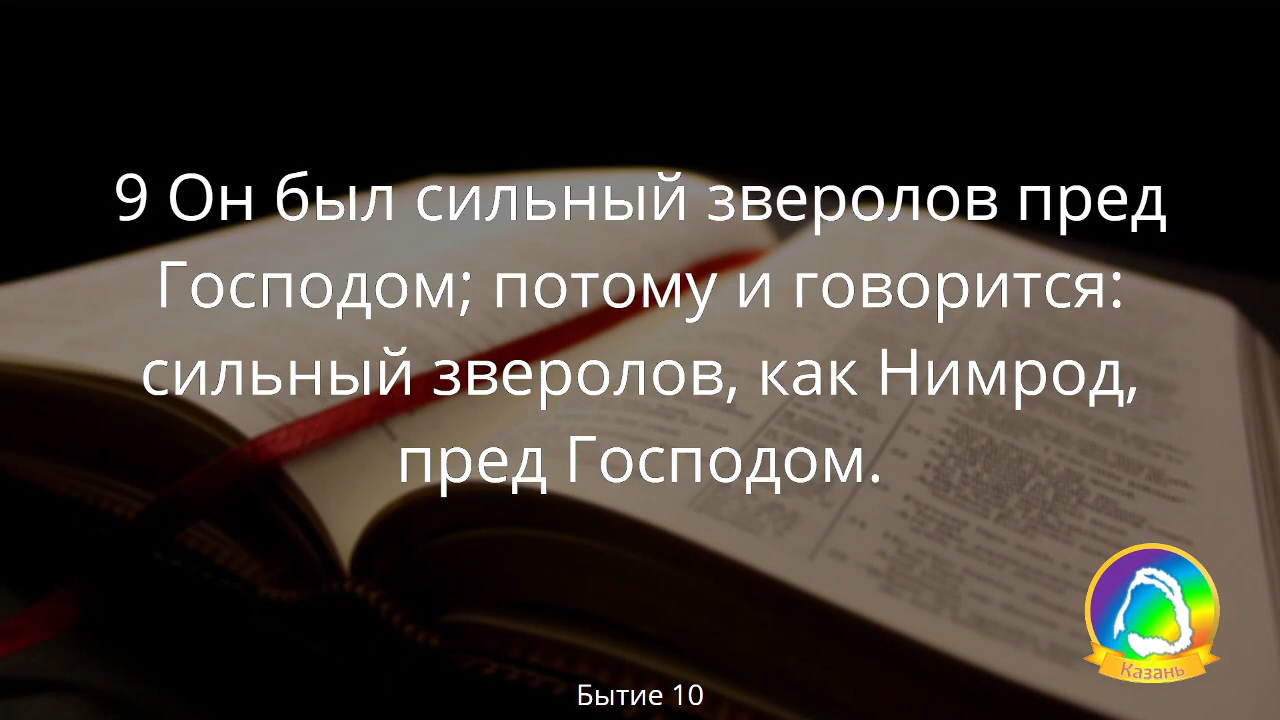 9 Он был сильный зверолов пред
Господом; потому и говорится:
сильный зверолов, как Нимрод,
пред Господом.
Казань
Бытие 10